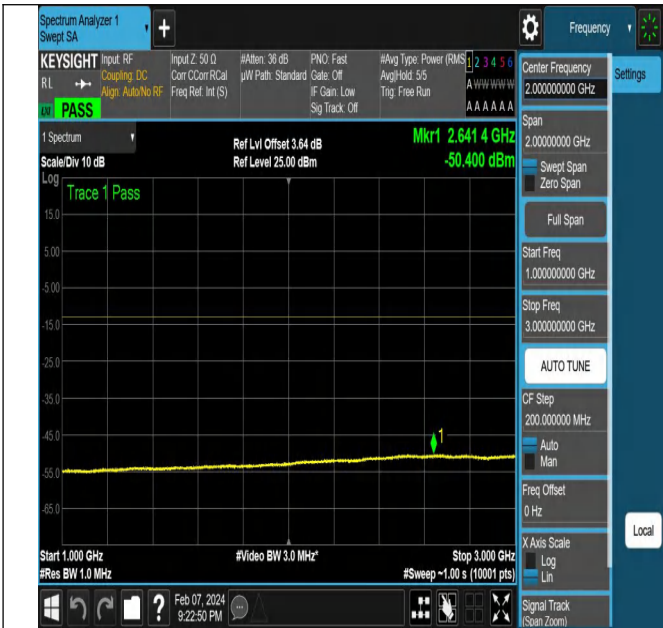 Spectrum Analyzer 1
Swept SA
+
Frequency
KEYSIGHT
RL
PASS
Input: RF
Coupling: DC
Align: Auto/No RF
Input Z: 50 Ω
Corr CCorr RCal
Freq Ref: Int (S)
#Atten: 36 dB
µW Path: Standard
PNO: Fast
Gate: Off
IF Gain: Low
Sig Track: Off
#Avg Type: Power (RMS
Avg|Hold: 5/5
Trig: Free Run
1 2 3 4 5 6
A W W W W W
A A A A A A
1 Spectrum
Scale/Div 10 dB
Log
Ref Lvl Offset 3.64 dB
Ref Level 25.00 dBm
Mkr1 2.641 4 GHz
-50.400 dBm
Trace 1 Pass
15.0
5.00
-5.00
-15.0
-25.0
-35.0
-45.0
-55.0
-65.0
1
Start 1.000 GHz
#Res BW 1.0 MHz
#Video BW 3.0 MHz*
Stop 3.000 GHz
#Sweep ~1.00 s (10001 pts)
?
Feb 07, 2024
9:22:50 PM
Center Frequency
2.000000000 GHz
Span
2.00000000 GHz
Swept Span
Zero Span
Full Span
Start Freq
1.000000000 GHz
Stop Freq
3.000000000 GHz
AUTO TUNE
CF Step
200.000000 MHz
Auto
Man
Freq Offset
0 Hz
X Axis Scale
Log
Lin
Signal Track
(Span Zoom)
Settings
Local